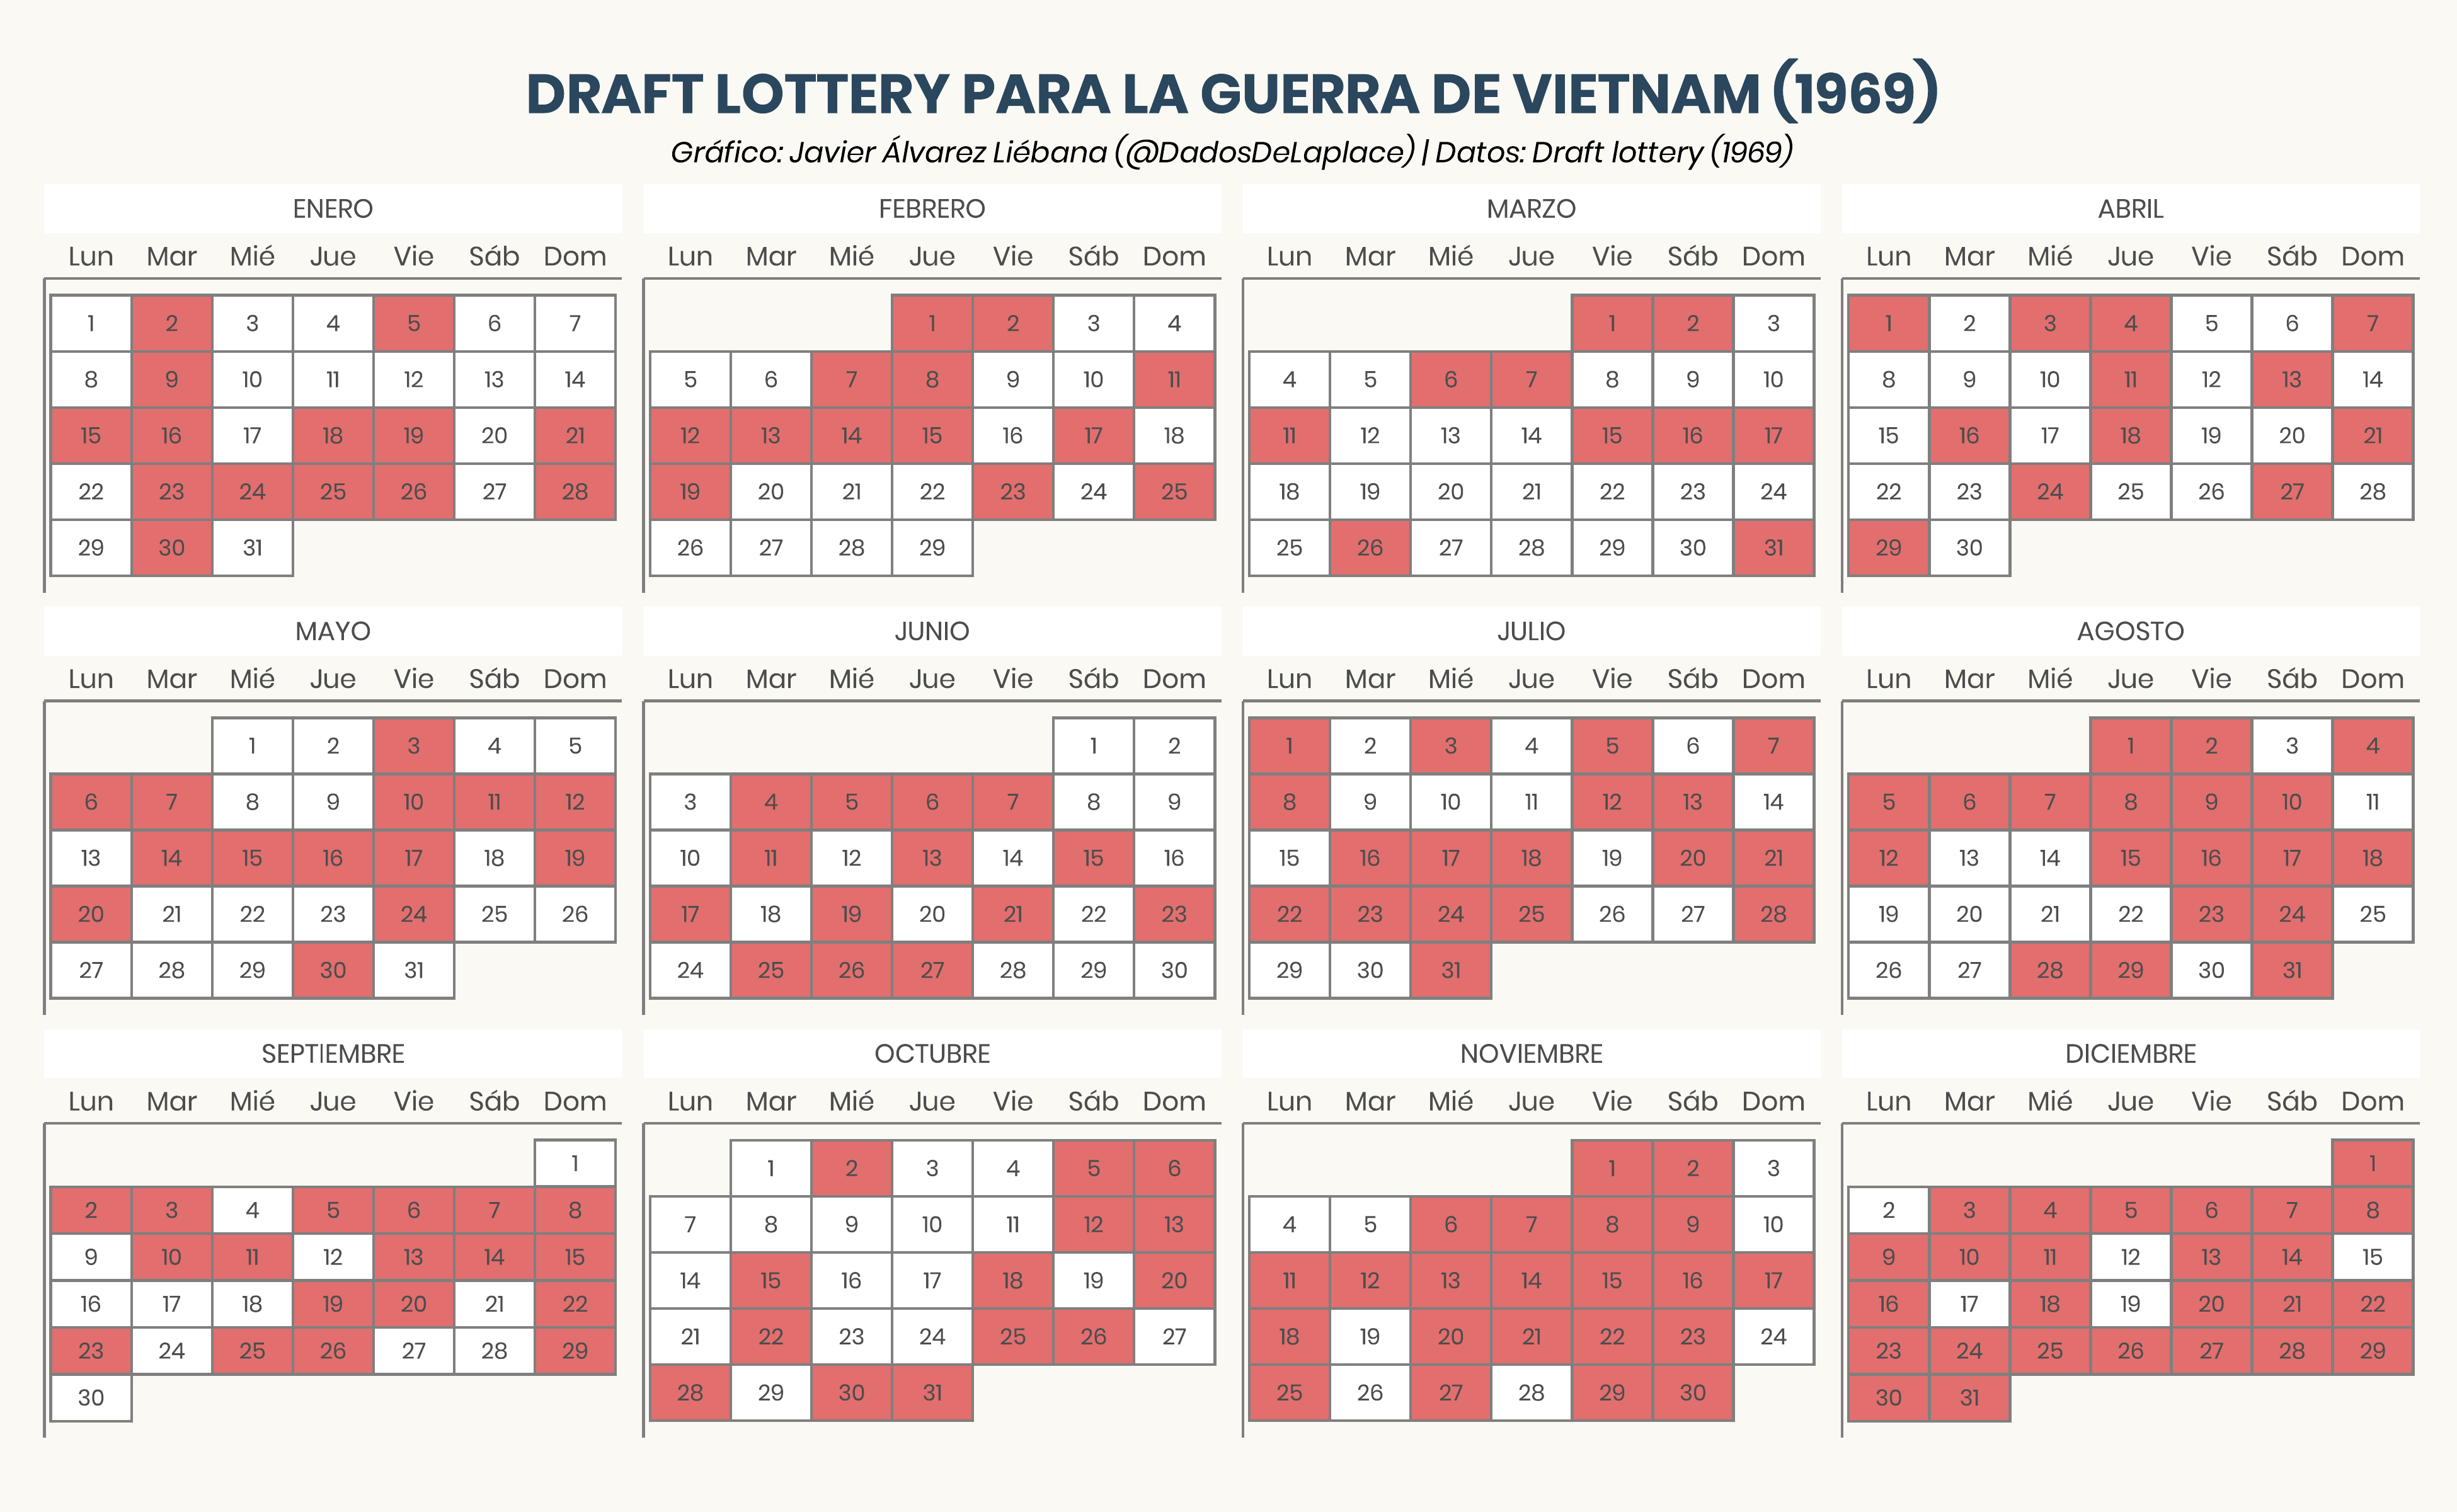 DRAFT LOTTERY PARA LA GUERRA DE VIETNAM (1969)
Gráfico: Javier Álvarez Liébana (@DadosDeLaplace) | Datos: Draft lottery (1969)
ENERO
Lun Mar Mié Jue Vie Sáb Dom
1 2 3 4 5 6 7
8 9 10 11 12 13 14
15 16 17 18 19 20 21
22 23 24 25 26 27 28
29 30 31
FEBRERO
Lun Mar Mié Jue Vie Sáb Dom
1 2 3 4
5 6 7 8 9 10 11
12 13 14 15 16 17 18
19 20 21 22 23 24 25
26 27 28 29
MARZO
Lun Mar Mié Jue Vie Sáb Dom
1 2 3
4 5 6 7 8 9 10
11 12 13 14 15 16 17
18 19 20 21 22 23 24
25 26 27 28 29 30 31
ABRIL
Lun Mar Mié Jue Vie Sáb Dom
1 2 3 4 5 6 7
8 9 10 11 12 13 14
15 16 17 18 19 20 21
22 23 24 25 26 27 28
29 30
MAYO
Lun Mar Mié Jue Vie Sáb Dom
1 2 3 4 5
6 7 8 9 10 11 12
13 14 15 16 17 18 19
20 21 22 23 24 25 26
27 28 29 30 31
JUNIO
Lun Mar Mié Jue Vie Sáb Dom
1 2
3 4 5 6 7 8 9
10 11 12 13 14 15 16
17 18 19 20 21 22 23
24 25 26 27 28 29 30
JULIO
Lun Mar Mié Jue Vie Sáb Dom
1 2 3 4 5 6 7
8 9 10 11 12 13 14
15 16 17 18 19 20 21
22 23 24 25 26 27 28
29 30 31
AGOSTO
Lun Mar Mié Jue Vie Sáb Dom
1 2 3 4
5 6 7 8 9 10 11
12 13 14 15 16 17 18
19 20 21 22 23 24 25
26 27 28 29 30 31
SEPTIEMBRE
Lun Mar Mié Jue Vie Sáb Dom
1
2 3 4 5 6 7 8
9 10 11 12 13 14 15
16 17 18 19 20 21 22
23 24 25 26 27 28 29
30
OCTUBRE
Lun Mar Mié Jue Vie Sáb Dom
1 2 3 4 5 6
7 8 9 10 11 12 13
14 15 16 17 18 19 20
21 22 23 24 25 26 27
28 29 30 31
NOVIEMBRE
Lun Mar Mié Jue Vie Sáb Dom
1 2 3
4 5 6 7 8 9 10
11 12 13 14 15 16 17
18 19 20 21 22 23 24
25 26 27 28 29 30
DICIEMBRE
Lun Mar Mié Jue Vie Sáb Dom
1
2 3 4 5 6 7 8
9 10 11 12 13 14 15
16 17 18 19 20 21 22
23 24 25 26 27 28 29
30 31